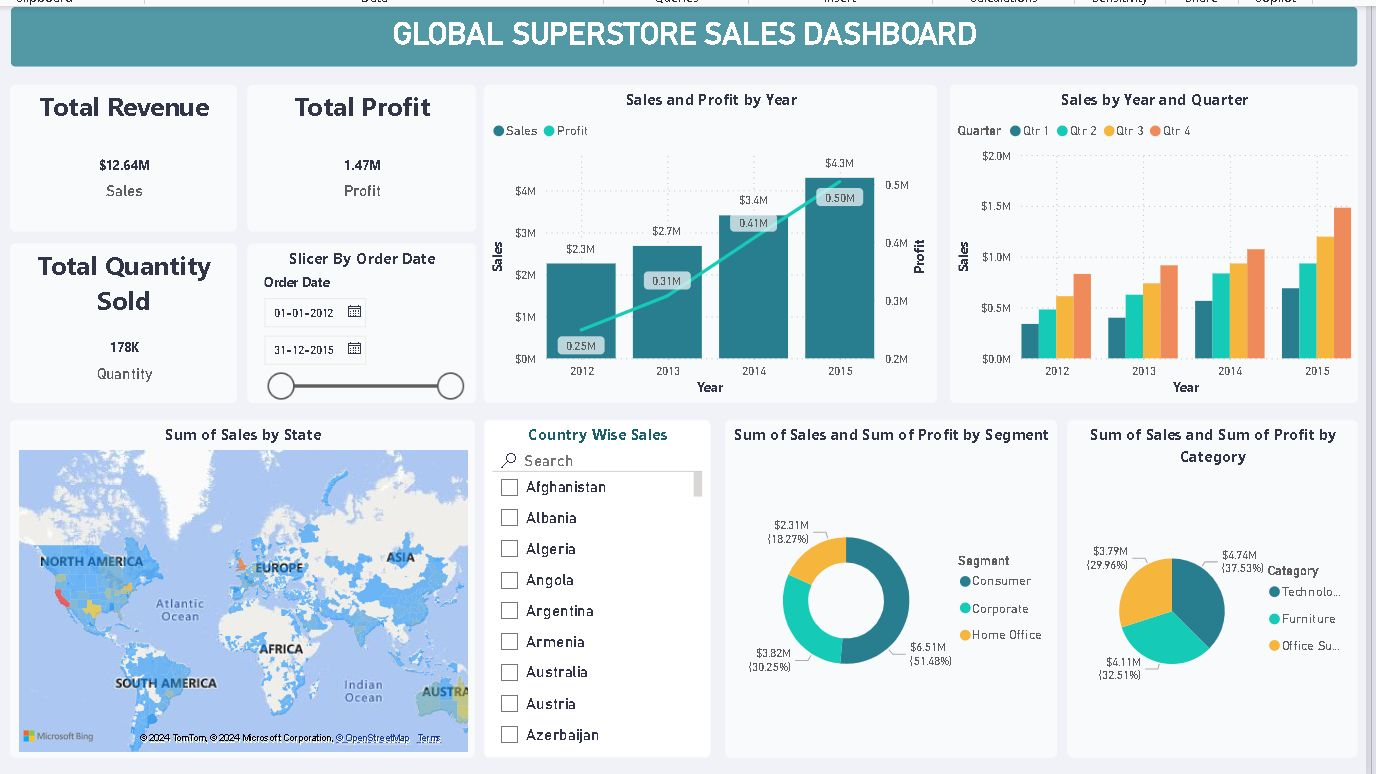 GLOBAL SUPERSTORE SALES DASHBOARD
Total Revenue
$12.64M
Sales
Total Profit
1.47M
Profit
Total Quantity
Sold
178K
Quantity
Slicer By Order Date
Order Date
01-01-2012
31-12-2015
Sales and Profit by Year
Sales Profit
$4M
$3M
$2M
$1M
$0M
Sales
$2.3M
$2.7M
$3.4M
$4.3M
0.25M
0.31M
0.41M
0.50M
0.5M
0.4M
0.3M
0.2M
Profit
2012 2013 2014 2015
Year
Sales by Year and Quarter
Quarter Qtr 1 Qtr 2 Qtr 3 Qtr 4
$2.0M
$1.5M
$1.0M
$0.5M
$0.0M
Sales
2012 2013 2014 2015
Year
Sum of Sales by State
NORTH AMERICA
EUROPE
ASIA
Atlantic
Ocean
AFRICA
SOUTH AMERICA
Indian
Ocean
AUSTRA
Microsoft Bing
© 2024 TomTom, © 2024 Microsoft Corporation, © OpenStreetMap Terms
Country Wise Sales
Search
Afghanistan
Albania
Algeria
Angola
Argentina
Armenia
Australia
Austria
Azerbaijan
Sum of Sales and Sum of Profit by Segment
$2.31M
(18.27%)
$3.82M
(30.25%)
$6.51M
(51.48%)
Segment
Consumer
Corporate
Home Office
Sum of Sales and Sum of Profit by
Category
$3.79M
(29.96%)
$4.74M
(37.53%)
$4.11M
(32.51%)
Category
Technolo...
Furniture
Office Su...